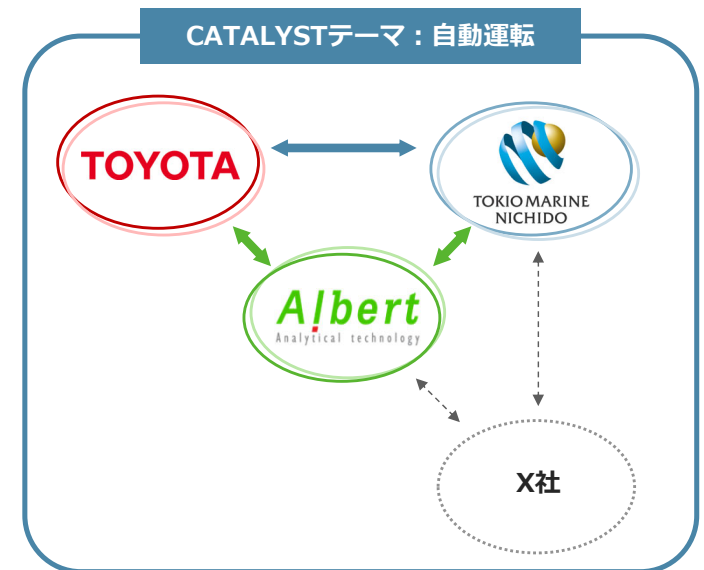 CATALYSTテーマ：自動運転
TOYOTA
TOKIO MARINE
NICHIDO
Albert
Analytical technology
X社